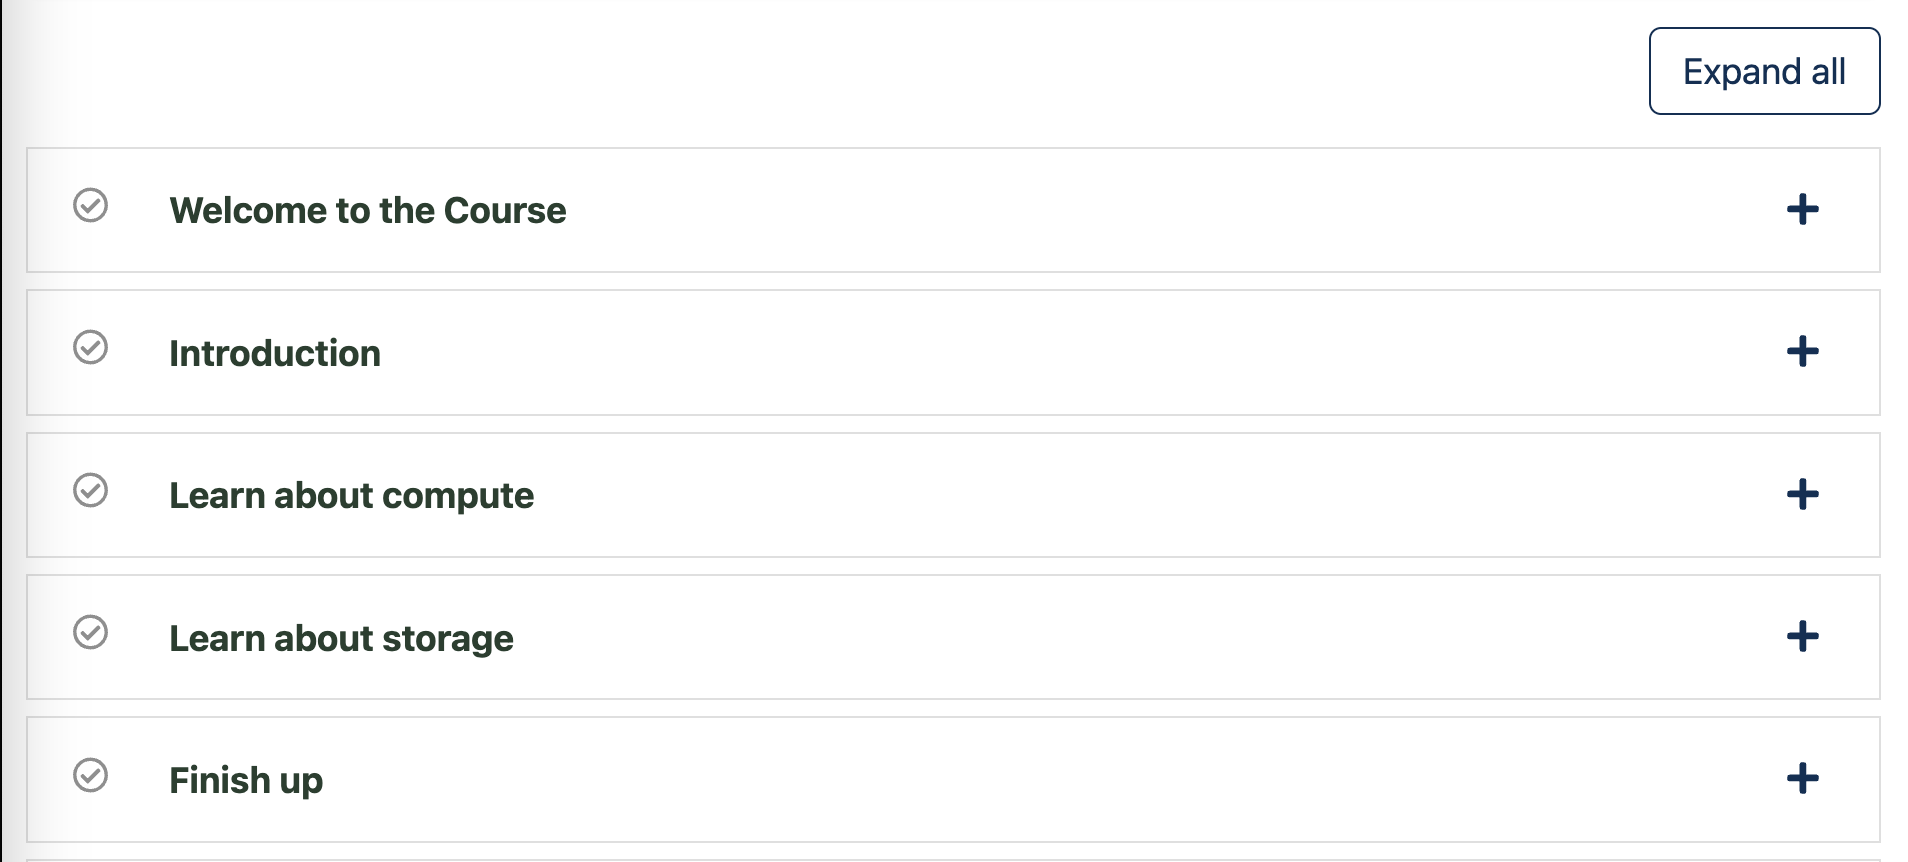 Expand all
Welcome to the Course
Introduction
Learn about compute
Learn about storage
Finish up